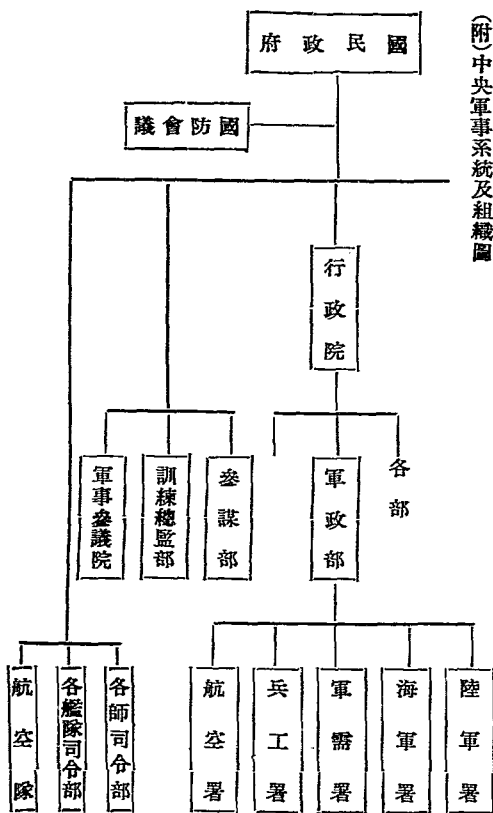 (附)中央軍事系統及組織圖
國民政府
國防會議
行政院
各部
軍政部
參謀部
訓練總監部
軍事參議院
陸軍署
海軍署
軍需署
兵工署
航空署
各師司令部
各艦隊司令部
航空隊